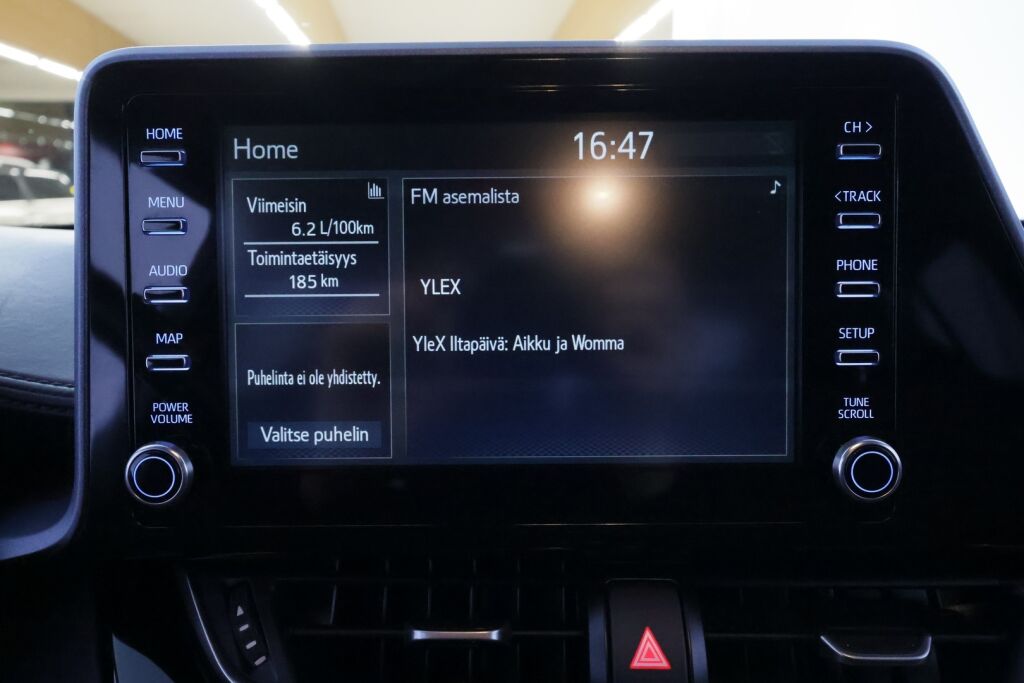 HOME
MENU
AUDIO
MAP
POWER
VOLUME
Home
16:47
Viimeisin
6.2 L/100km
Toimintaetäisyys
185 km
Puhelinta ei ole yhdistetty.
Valitse puhelin
FM asemalista
YLEX
YleX Iltapäivä: Aikku ja Womma
CH >
<TRACK
PHONE
SETUP
TUNE
SCROLL